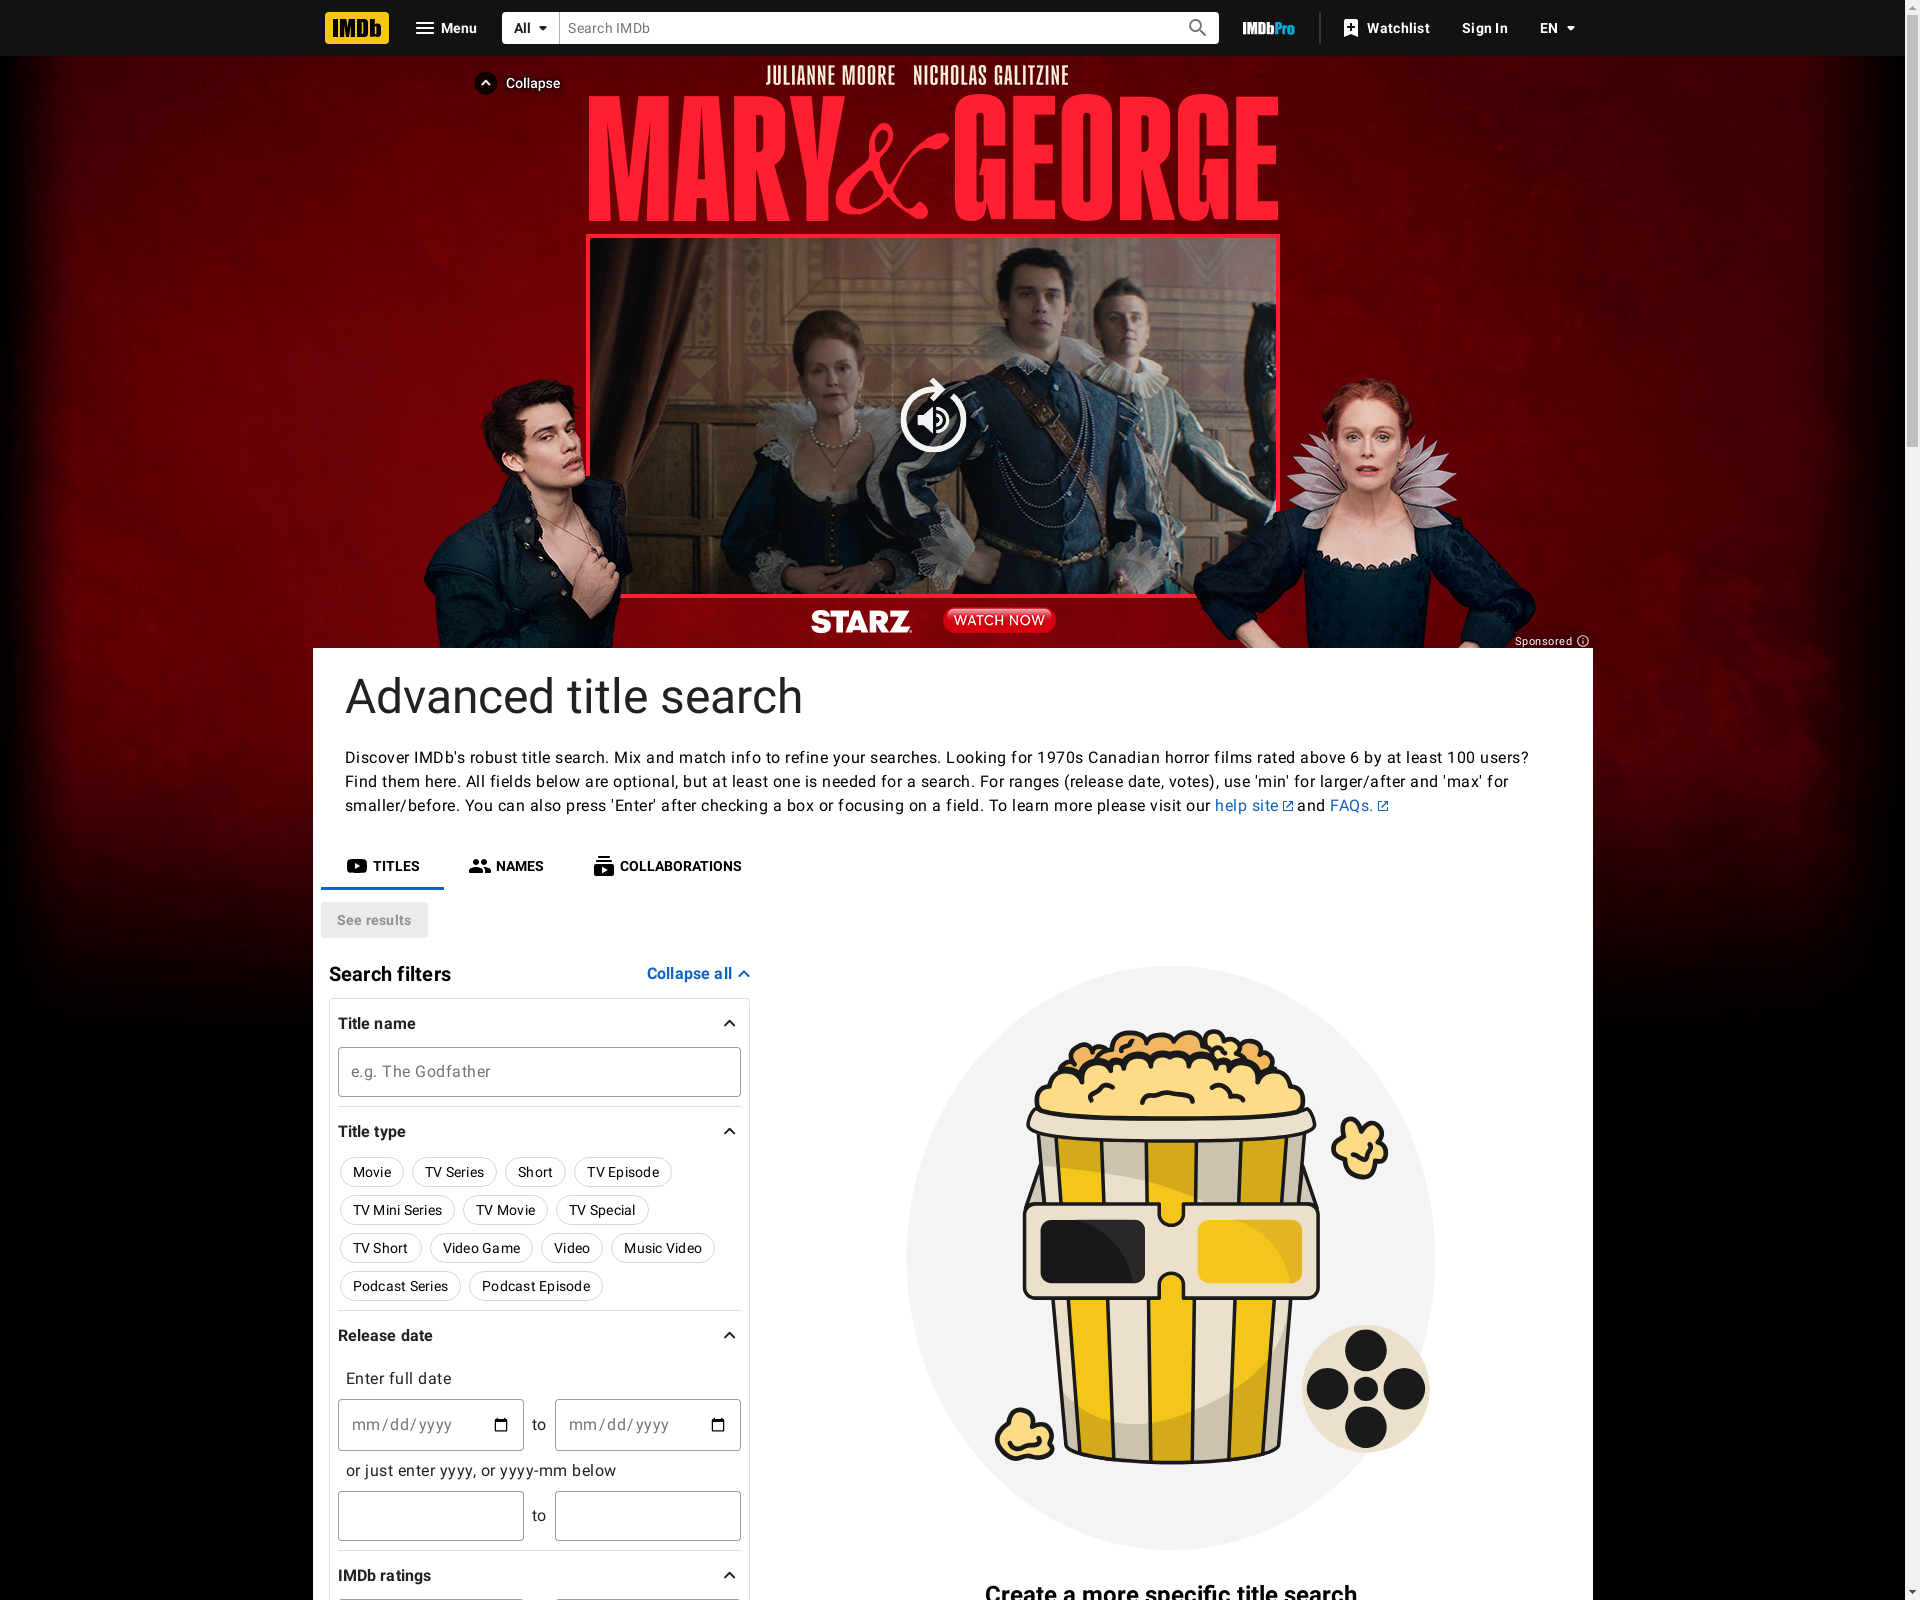 IMDb Menu All Search IMDb IMDbPro Watchlist Sign In EN
Collapse
JULIANNE MOORE NICHOLAS GALITZINE
MARY & GEORGE
STARZ WATCH NOW
Sponsored
Advanced title search
Discover IMDb's robust title search. Mix and match info to refine your searches. Looking for 1970s Canadian horror films rated above 6 by at least 100 users?
Find them here. All fields below are optional, but at least one is needed for a search. For ranges (release date, votes), use 'min' for larger/after and 'max' for
smaller/before. You can also press 'Enter' after checking a box or focusing on a field. To learn more please visit our help site and FAQs.
TITLES NAMES COLLABORATIONS
See results
Search filters Collapse all
Title name
e.g. The Godfather
Title type
Movie TV Series Short TV Episode
TV Mini Series TV Movie TV Special
TV Short Video Game Video Music Video
Podcast Series Podcast Episode
Release date
Enter full date
mm/dd/yyyy to mm/dd/yyyy
or just enter yyyy, or yyyy-mm below
to
IMDb ratings
Create a more specific title search